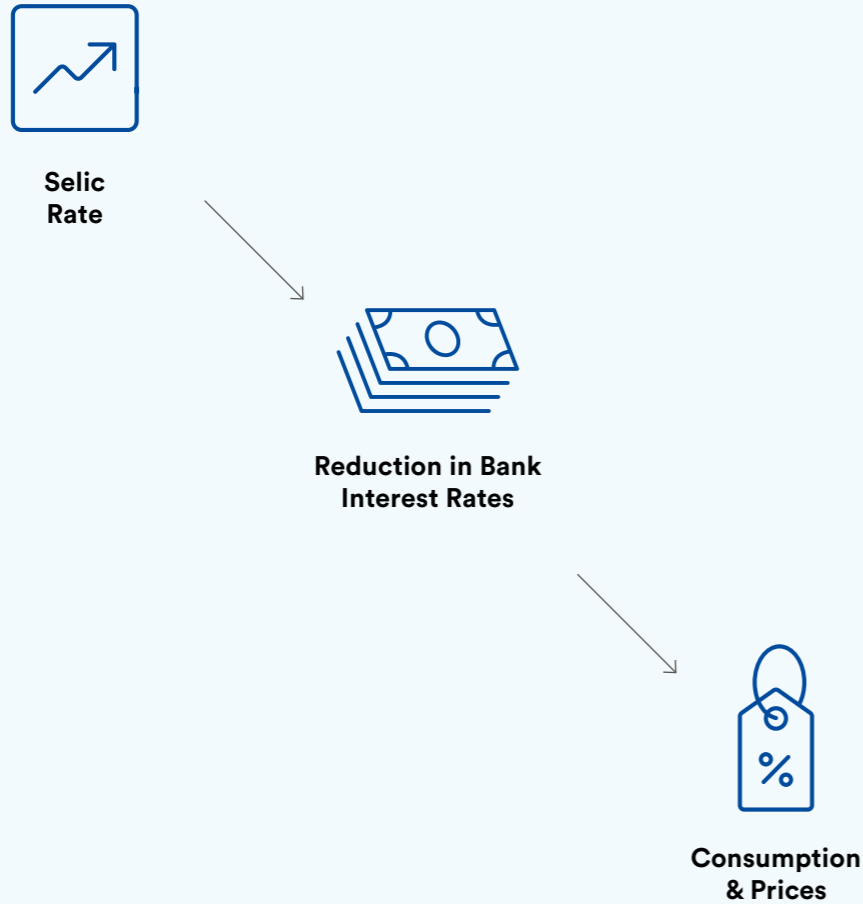 Selic
Rate
Reduction in Bank
Interest Rates
%
Consumption
& Prices